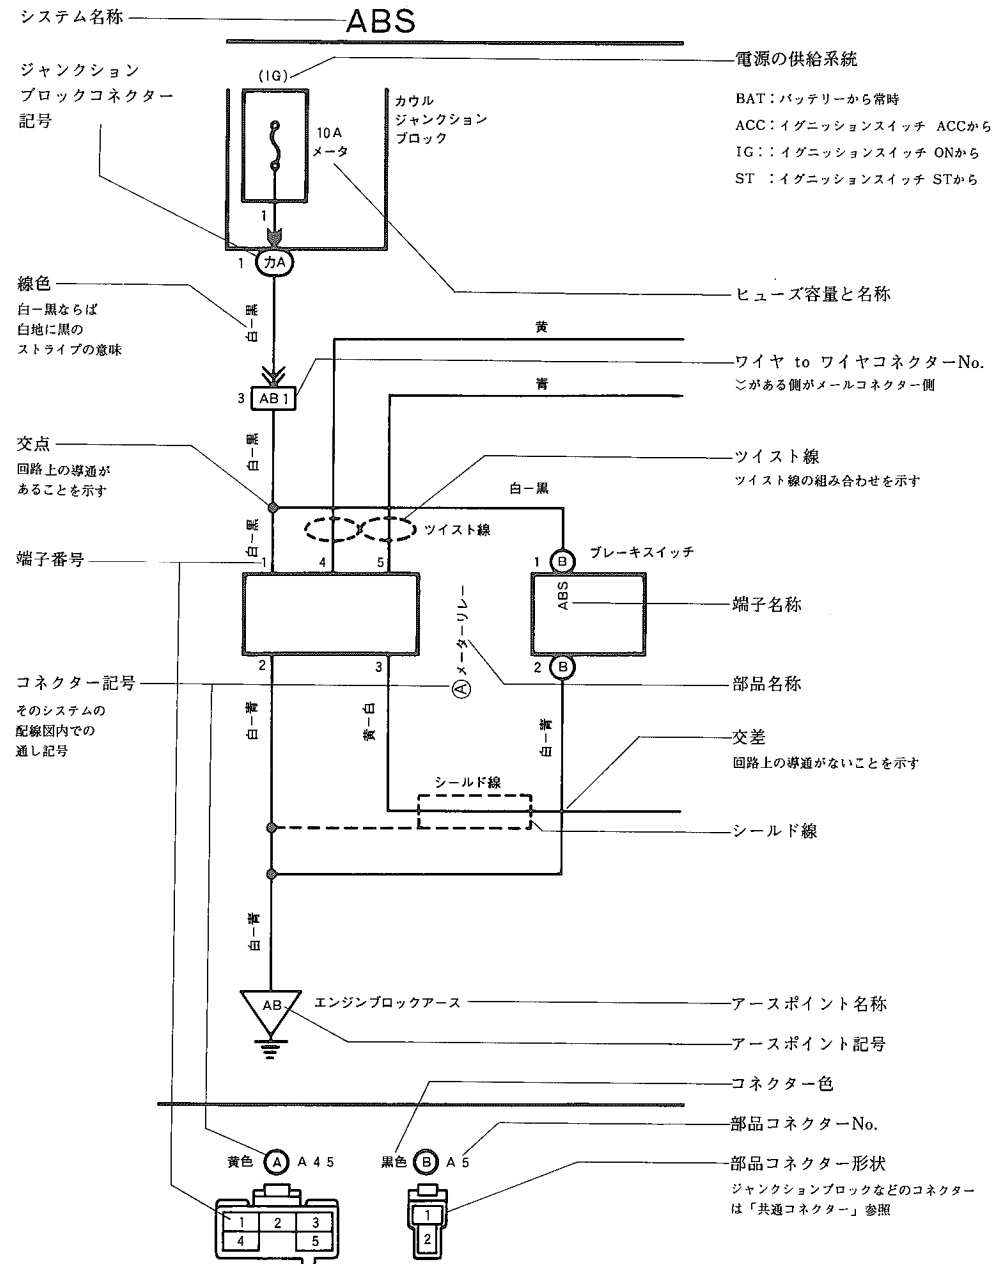 システム名称
ABS
ジャンクション
ブロックコネクター
記号
(IG)
10A
メータ
カウル
ジャンクション
ブロック
電源の供給系統
BAT：バッテリーから常時
ACC：イグニッションスイッチ ACCから
IG：：イグニッションスイッチ ONから
ST ：イグニッションスイッチ STから
1
1
カA
線色
白－黒ならば
白地に黒の
ストライプの意味
白－黒
ヒューズ容量と名称
黄
ワイヤ to ワイヤコネクターNo.
がある側がメールコネクター側
3
AB1
青
交点
回路上の導通が
あることを示す
白－黒
ツイスト線
ツイスト線の組み合わせを示す
白－黒
白－黒
ツイスト線
端子番号
1
4
5
ブレーキスイッチ
1
B
ABS
端子名称
メーターリレー
A
2
3
2
B
コネクター記号
そのシステムの
配線図内での
通し記号
部品名称
白－青
黄－白
白－青
交差
回路上の導通がないことを示す
シールド線
シールド線
白－青
AB
エンジンブロックアース
アースポイント名称
アースポイント記号
コネクター色
部品コネクターNo.
黄色 A A45
黒色 B A5
部品コネクター形状
ジャンクションブロックなどのコネクター
は「共通コネクター」参照
1 2 3
4 5
1
2